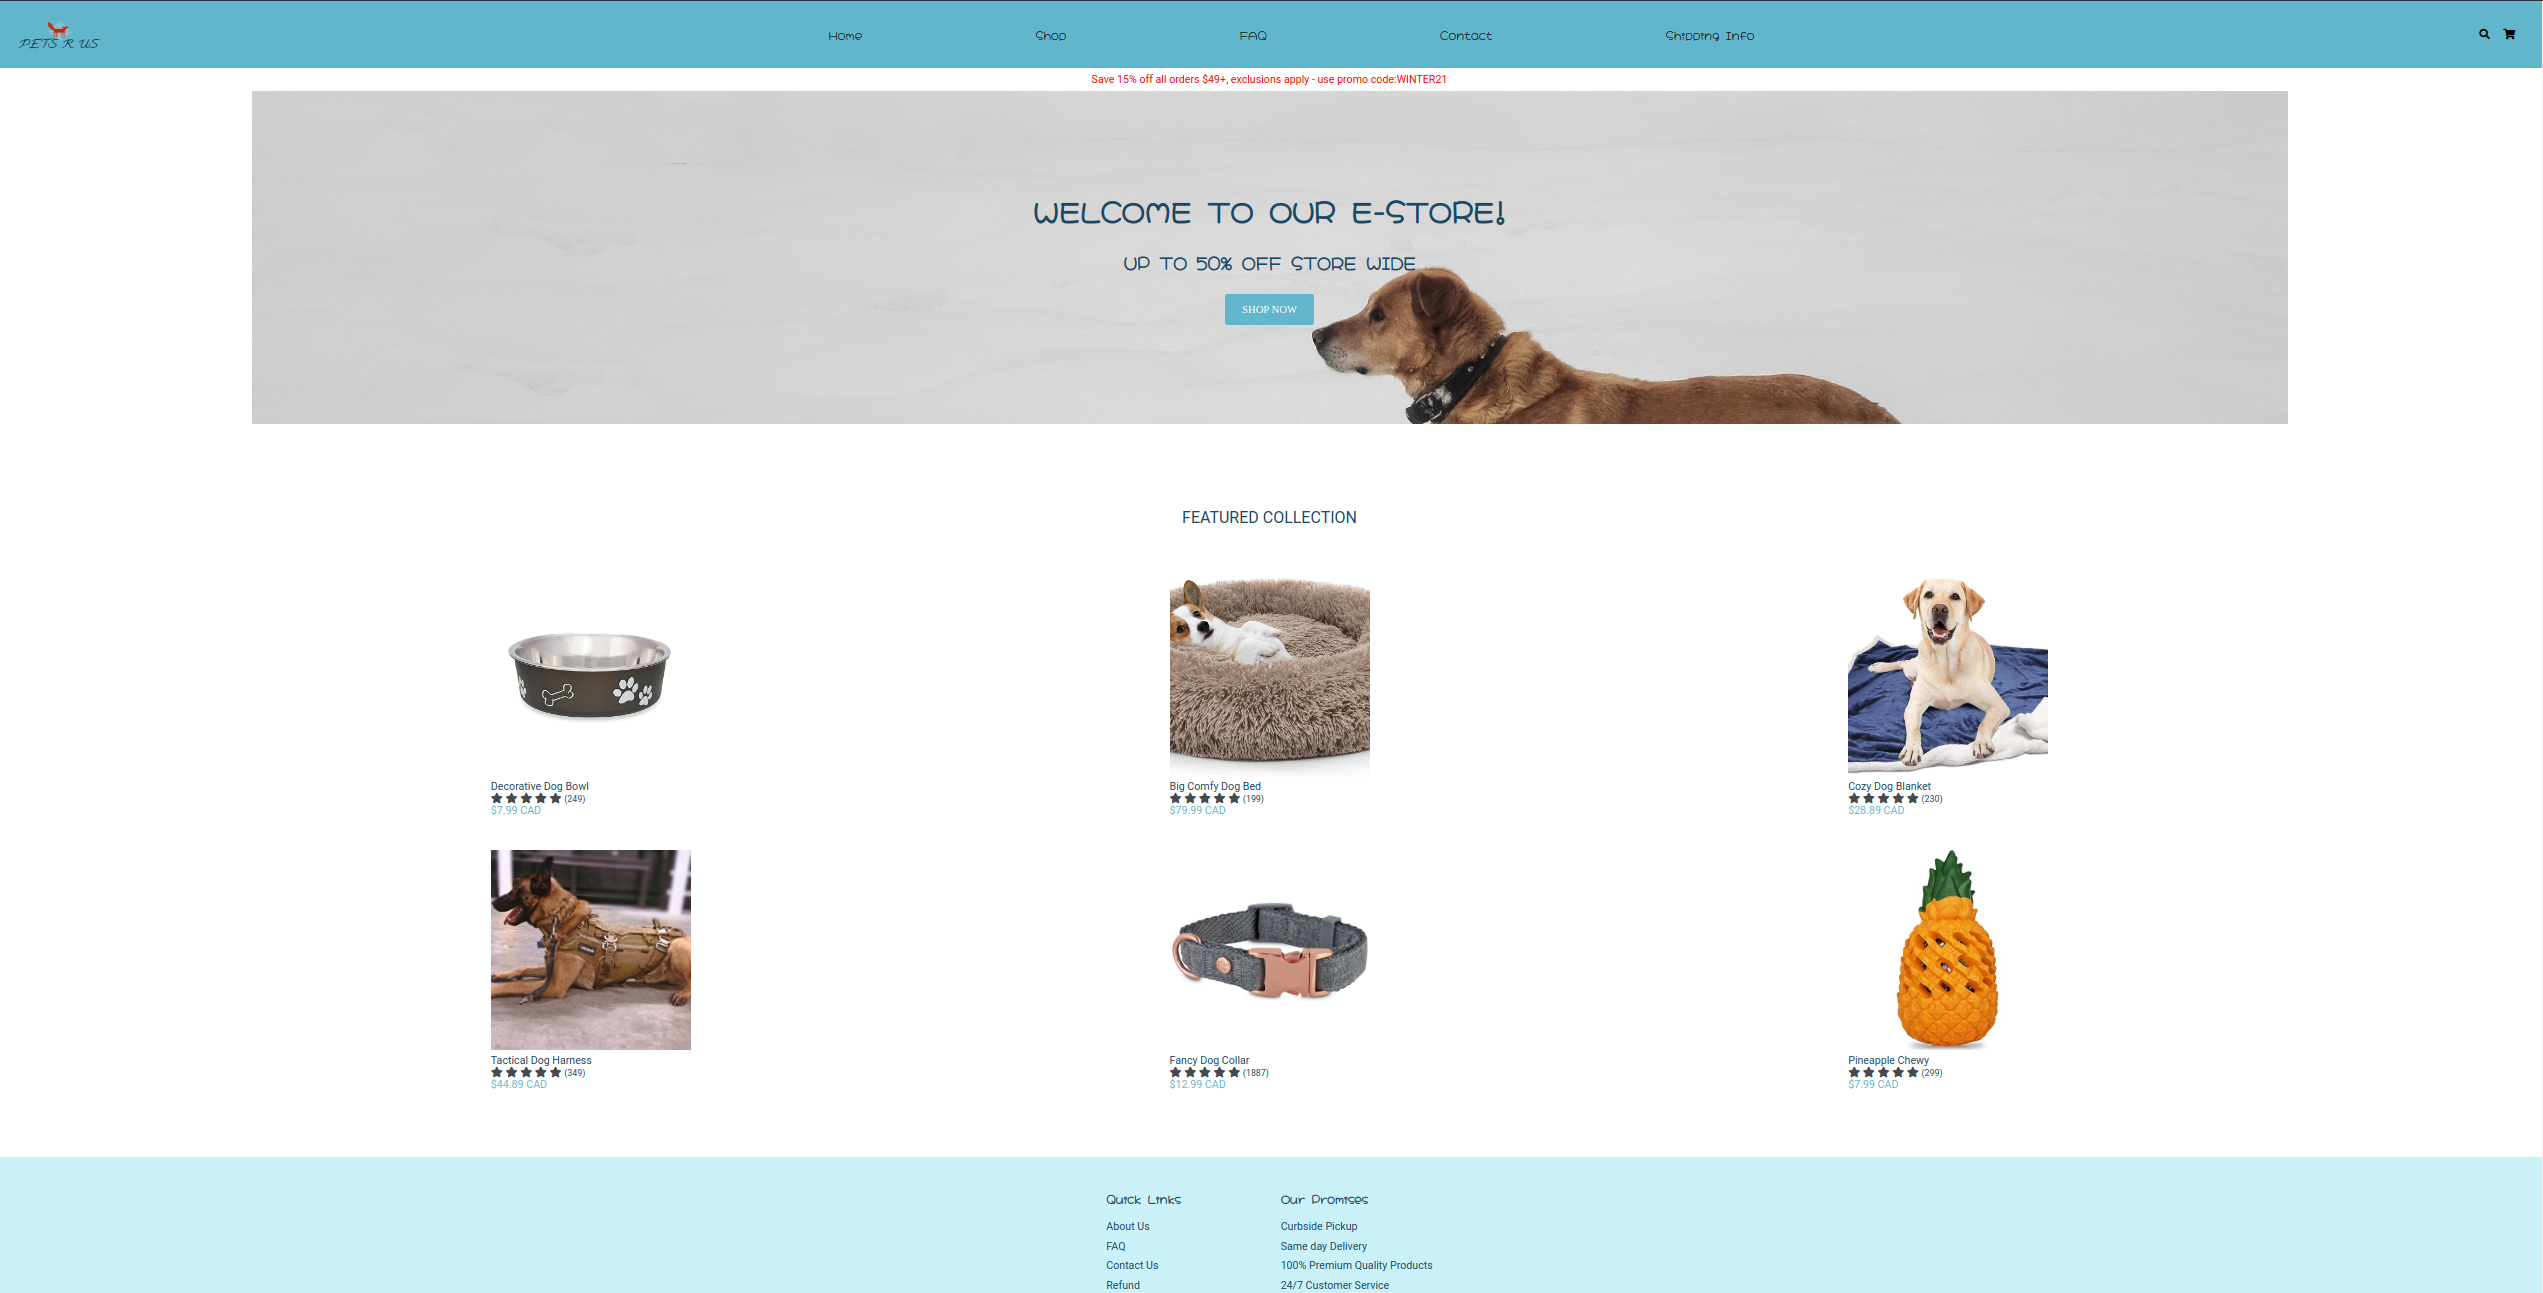 PETS R US
Home Shop FAQ Contact Shipping Info
Save 15% off all orders $49+, exclusions apply - use promo code:WINTER21
WELCOME TO OUR E-STORE!
UP TO 50% OFF STORE WIDE
SHOP NOW
FEATURED COLLECTION
Decorative Dog Bowl
(249)
$7.99 CAD
Big Comfy Dog Bed
(199)
$79.99 CAD
Cozy Dog Blanket
(230)
$28.89 CAD
Tactical Dog Harness
(349)
$44.89 CAD
Fancy Dog Collar
(1887)
$12.99 CAD
Pineapple Chewy
(299)
$7.99 CAD
Quick Links
About Us
FAQ
Contact Us
Refund
Our Promises
Curbside Pickup
Same day Delivery
100% Premium Quality Products
24/7 Customer Service